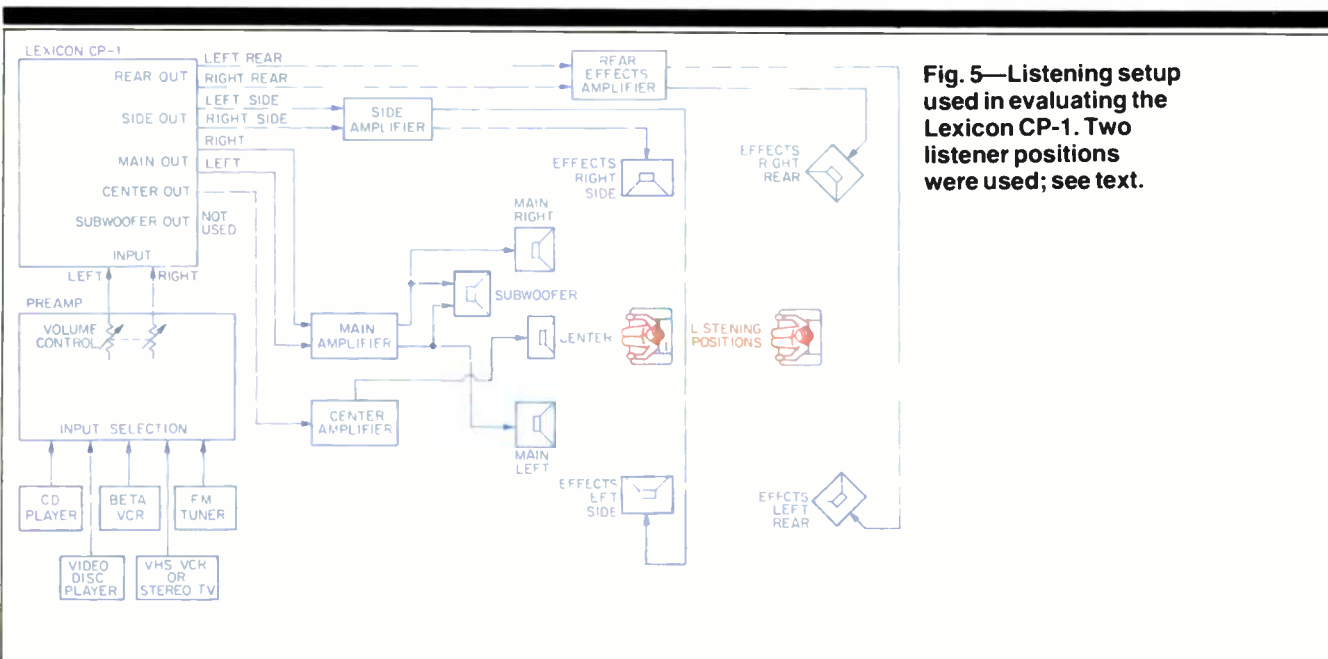 LEXICON CP-1
REAR OUT
SIDE OUT
MAIN OUT
CENTER OUT
SUBWOOFER OUT
INPUT
LEFT REAR
RIGHT REAR
LEFT SIDE
RIGHT SIDE
RIGHT
LEFT
NOT
USED
LEFT
RIGHT
PREAMP
VOLUME
CONTROL
INPUT SELECTION
CD
PLAYER
BETA
VCR
FM
TUNER
VIDEO
DISC
PLAYER
VHS VCR
OR
STEREO TV
REAR
EFFECTS
AMPLIFIER
SIDE
AMPLIFIER
MAIN
AMPLIFIER
CENTER
AMPLIFIER
EFFECTS
RIGHT
SIDE
MAIN
RIGHT
SUBWOOFER
CENTER
MAIN
LEFT
EFFECTS
LEFT
SIDE
LISTENING
POSITIONS
EFFECTS
RIGHT
REAR
EFFECTS
LEFT
REAR
Fig. 5—Listening setup
used in evaluating the
Lexicon CP-1. Two
listener positions
were used; see text.